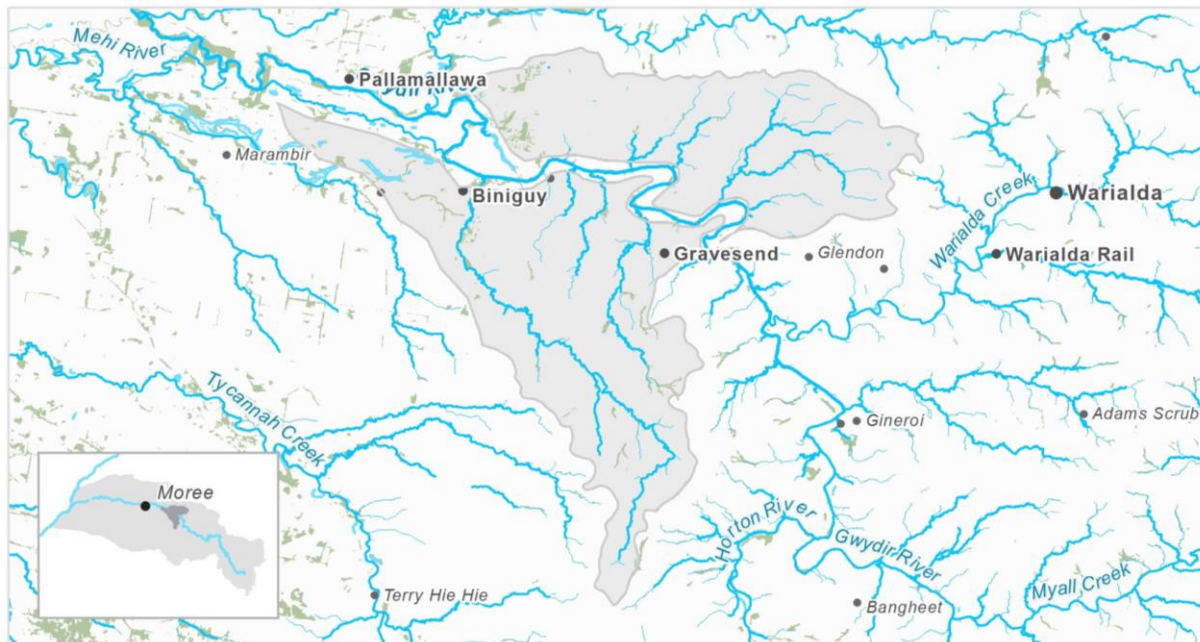 Mehi River
Pallamallawa
River
Marambir
Biniguy
Warialda
Warialda Creek
Gravesend
Glendon
Warialda Rail
Tycannah Creek
Adams Scrub
Gineroi
Moree
Horton River
Gwydir River
Myall Creek
Terry Hie Hie
Bangheet